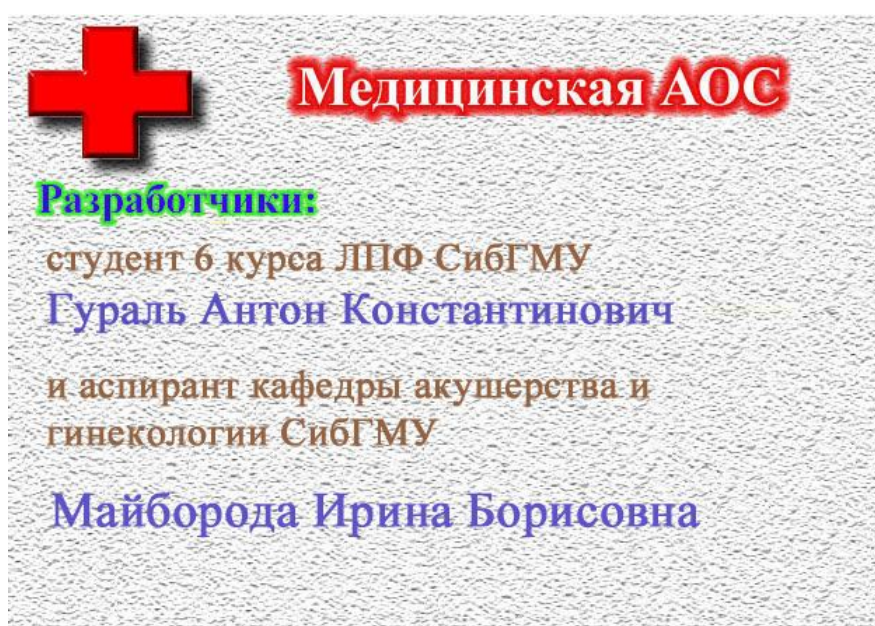 Медицинская АОС
Разработчики:
студент 6 курса ЛПФ СибГМУ
Гураль Антон Константинович
и аспирант кафедры акушерства и
гинекологии СибГМУ
Майборода Ирина Борисовна